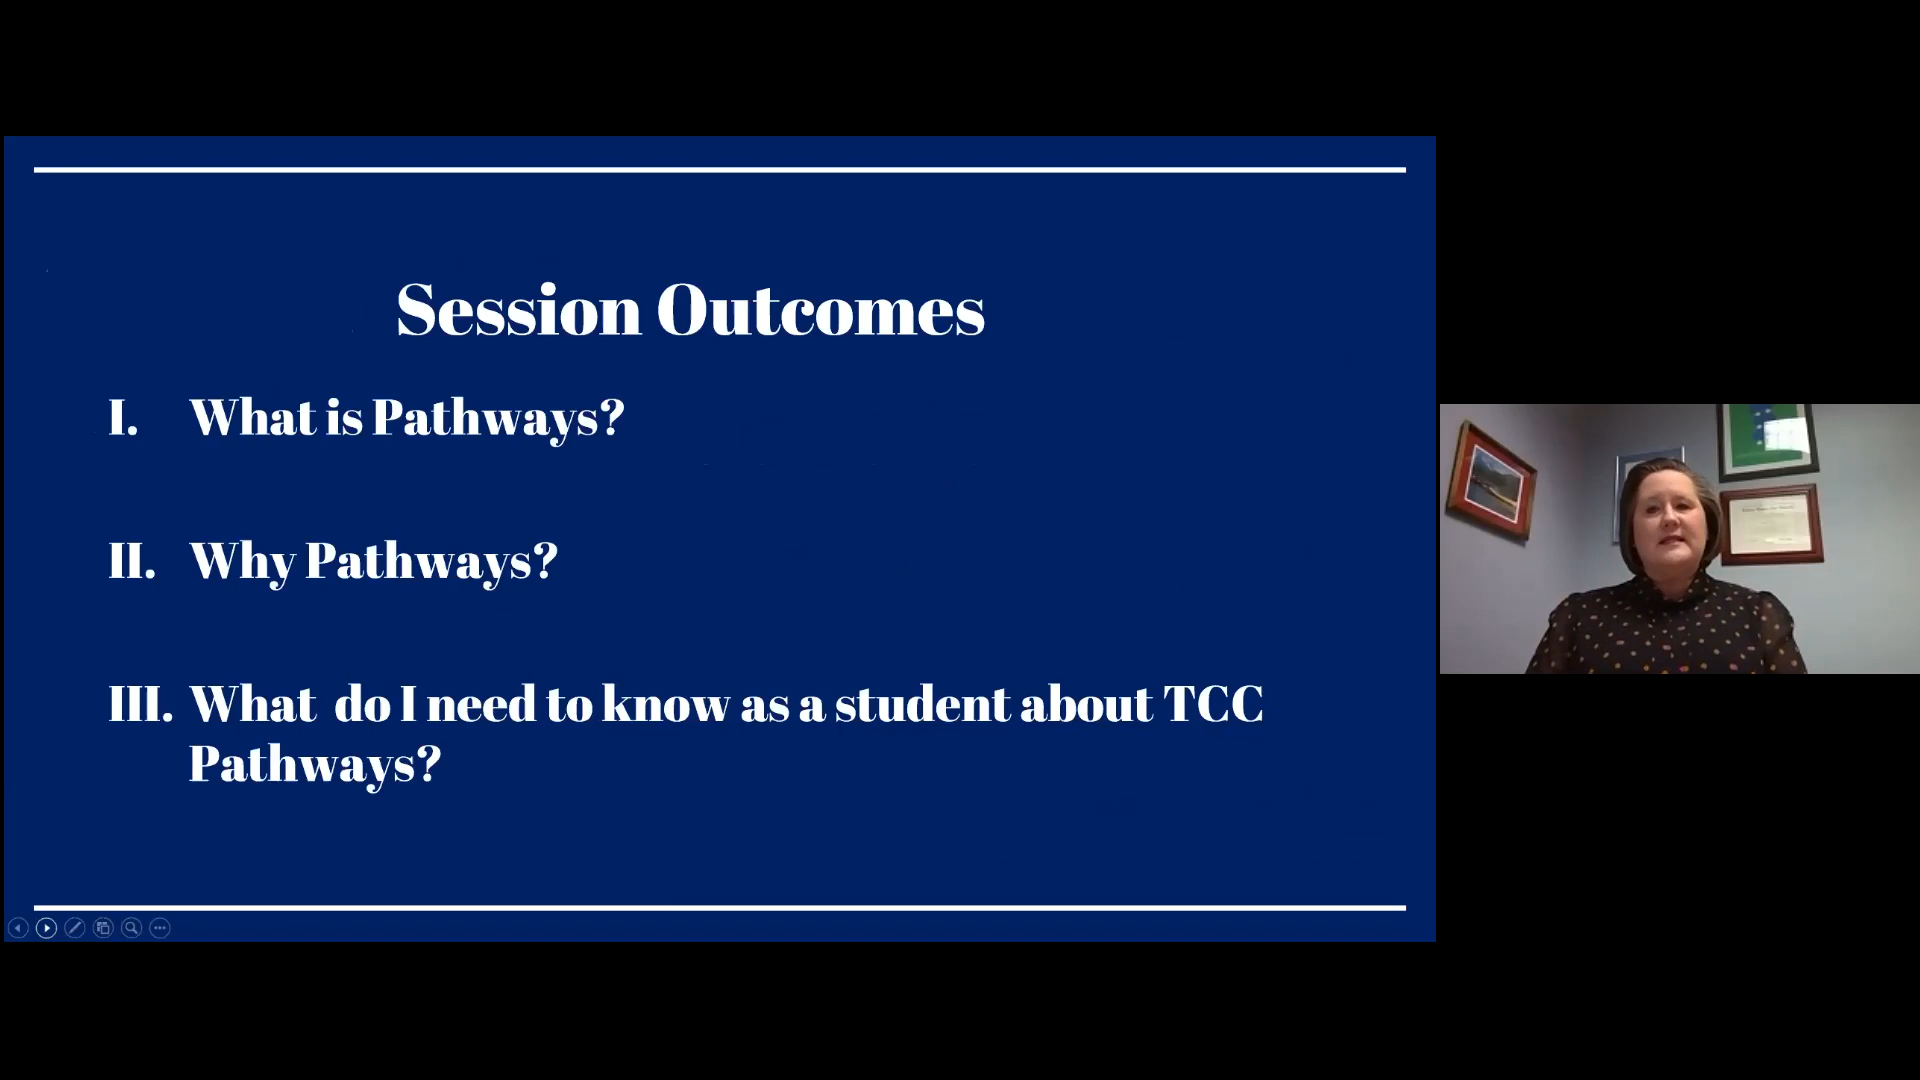 Session Outcomes
I. What is Pathways?
II. Why Pathways?
III. What  do I need to know as a student about TCC
Pathways?